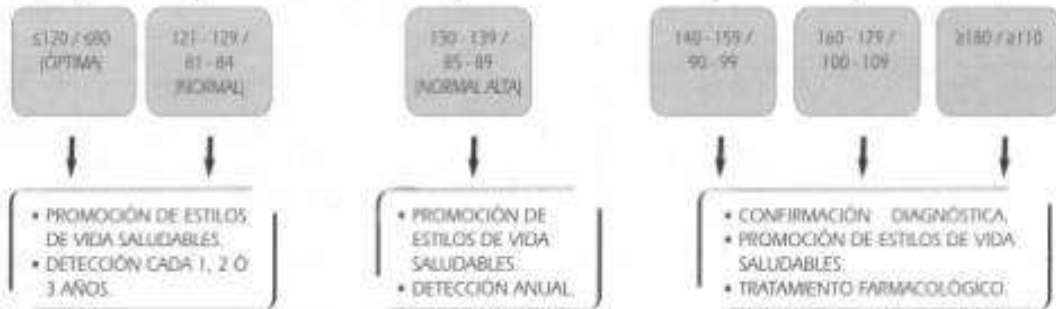 ≤120 / ≤80
(ÓPTIMA)
121 - 129 /
81 - 84
(NORMAL)
130 - 139 /
85 - 89
(NORMAL ALTA)
140 - 159 /
90 - 99
160 - 179 /
100 - 109
≥180 / ≥110
• PROMOCIÓN DE ESTILOS
DE VIDA SALUDABLES.
• DETECCIÓN CADA 1, 2 Ó
3 AÑOS.
• PROMOCIÓN DE
ESTILOS DE VIDA
SALUDABLES.
• DETECCIÓN ANUAL.
• CONFIRMACIÓN DIAGNÓSTICA.
• PROMOCIÓN DE ESTILOS DE VIDA
SALUDABLES.
• TRATAMIENTO FARMACOLÓGICO.